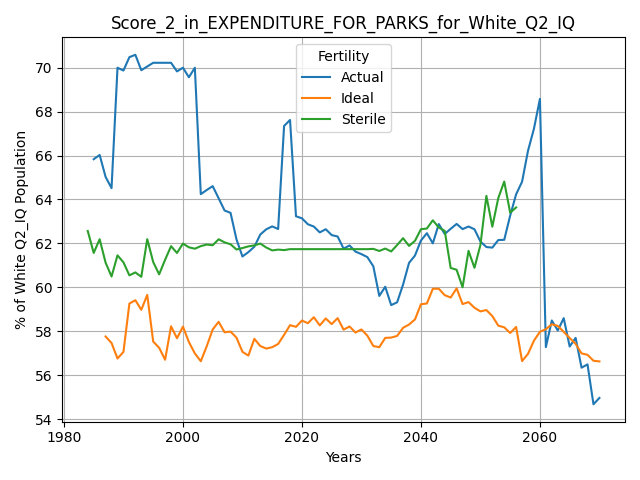 Score_2_in_EXPENDITURE_FOR_PARKS_for_White_Q2_IQ
Fertility
Actual
Ideal
Sterile
% of White Q2_IQ Population
70
68
66
64
62
60
58
56
54
1980
2000
2020
2040
2060
Years